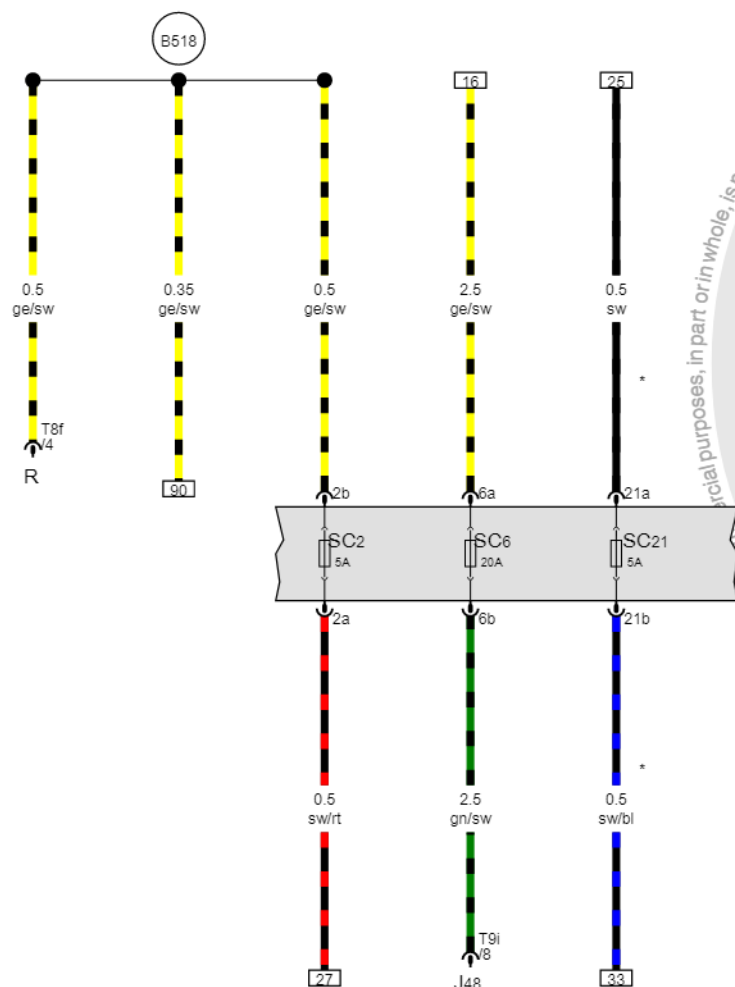 B518
16
25
0.5
ge/sw
0.35
ge/sw
0.5
ge/sw
2.5
ge/sw
0.5
sw
*
T8f
/4
R
90
2b
6a
21a
SC2
5A
SC6
20A
SC21
5A
2a
6b
21b
*
0.5
sw/rt
2.5
gn/sw
0.5
sw/bl
T9i
/8
27
J48
33
rcial purposes, in part or in whole, is